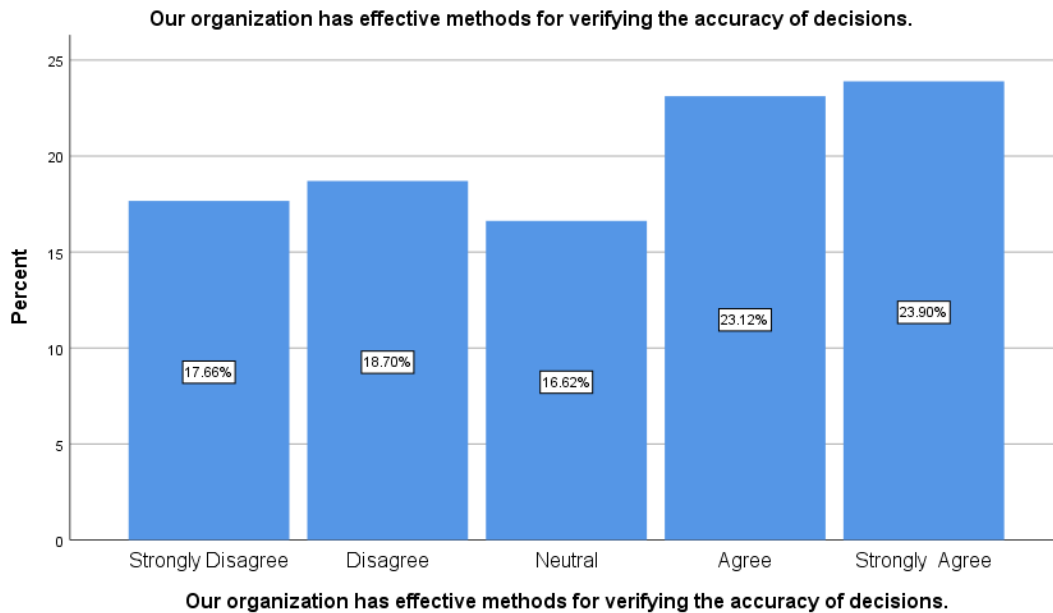 Our organization has effective methods for verifying the accuracy of decisions.
Percent
25
20
15
10
5
0
17.66%
18.70%
16.62%
23.12%
23.90%
Strongly Disagree
Disagree
Neutral
Agree
Strongly Agree
Our organization has effective methods for verifying the accuracy of decisions.